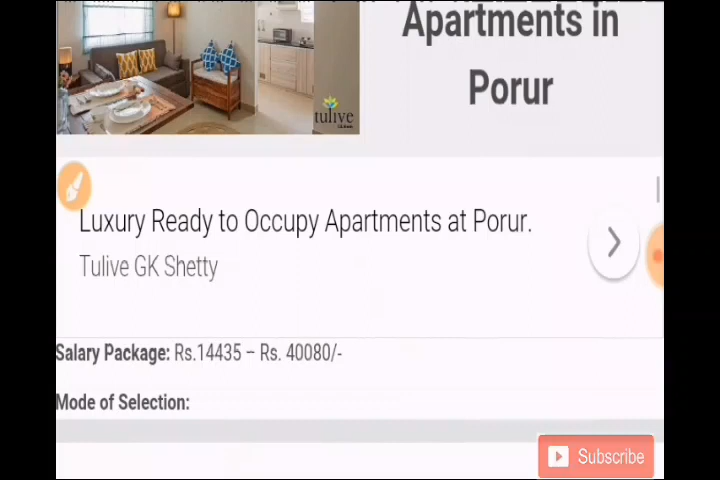 Apartments in
Porur
tulive
Luxury Ready to Occupy Apartments at Porur.
Tulive GK Shetty
Salary Package: Rs.14435 – Rs. 40080/-
Mode of Selection:
Subscribe